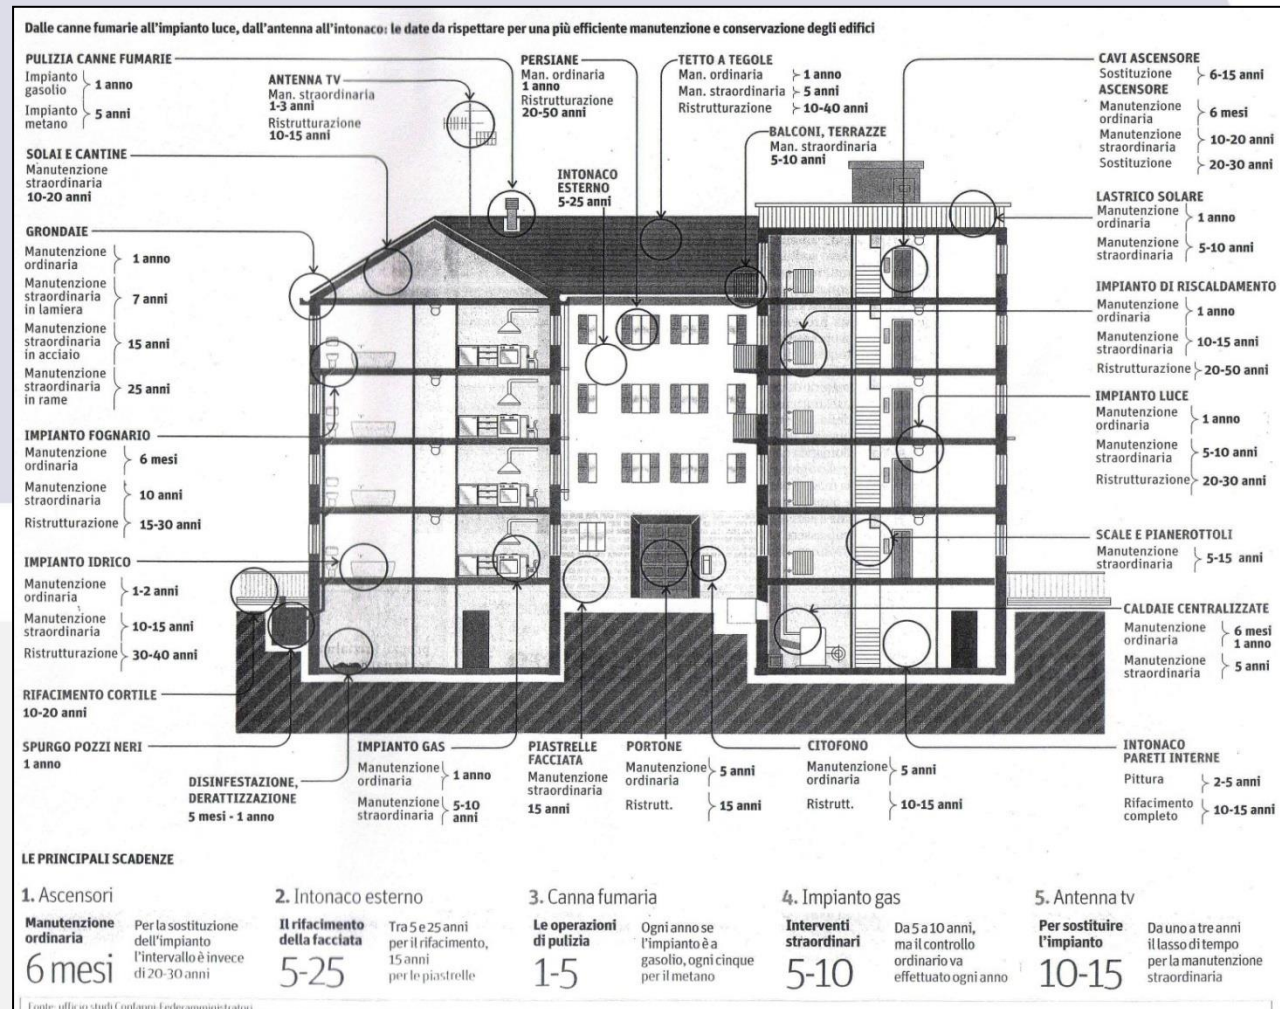 Dalle canne fumarie all'impianto luce, dall'antenna all'intonaco: le date da rispettare per una più efficiente manutenzione e conservazione degli edifici
PULIZIA CANNE FUMARIE
Impianto
gasolio
1 anno
Impianto
metano
5 anni
ANTENNA TV
Man. straordinaria
1-3 anni
Ristrutturazione
10-15 anni
PERSIANE
Man. ordinaria
1 anno
Ristrutturazione
20-50 anni
TETTO A TEGOLE
Man. ordinaria 1 anno
Man. straordinaria 5 anni
Ristrutturazione 10-40 anni
BALCONI, TERRAZZE
Man. straordinaria
5-10 anni
INTONACO
ESTERNO
5-25 anni
CAVI ASCENSORE
Sostituzione 6-15 anni
ASCENSORE
Manutenzione
ordinaria
6 mesi
Manutenzione
straordinaria
10-20 anni
Sostituzione 20-30 anni
SOLAI E CANTINE
Manutenzione
straordinaria
10-20 anni
GRONDAIE
Manutenzione
ordinaria
1 anno
Manutenzione
straordinaria
in lamiera
7 anni
Manutenzione
straordinaria
in acciaio
15 anni
Manutenzione
straordinaria
in rame
25 anni
LASTRICO SOLARE
Manutenzione
ordinaria
1 anno
Manutenzione
straordinaria
5-10 anni
IMPIANTO DI RISCALDAMENTO
Manutenzione
ordinaria
1 anno
Manutenzione
straordinaria
10-15 anni
Ristrutturazione 20-50 anni
IMPIANTO LUCE
Manutenzione
ordinaria
1 anno
Manutenzione
straordinaria
5-10 anni
Ristrutturazione 20-30 anni
IMPIANTO FOGNARIO
Manutenzione
ordinaria
6 mesi
Manutenzione
straordinaria
10 anni
Ristrutturazione 15-30 anni
SCALE E PIANEROTTOLI
Manutenzione
straordinaria
5-15 anni
IMPIANTO IDRICO
Manutenzione
ordinaria
1-2 anni
Manutenzione
straordinaria
10-15 anni
Ristrutturazione 30-40 anni
CALDAIE CENTRALIZZATE
Manutenzione
ordinaria
6 mesi
1 anno
Manutenzione
straordinaria
5 anni
RIFACIMENTO CORTILE
10-20 anni
SPURGO POZZI NERI
1 anno
DISINFESTAZIONE,
DERATTIZZAZIONE
5 mesi - 1 anno
IMPIANTO GAS
Manutenzione
ordinaria
1 anno
Manutenzione
straordinaria
5-10
anni
PIASTRELLE
FACCIATA
Manutenzione
straordinaria
15 anni
PORTONE
Manutenzione
ordinaria
5 anni
Ristrutt. 15 anni
CITOFONO
Manutenzione
ordinaria
5 anni
Ristrutt. 10-15 anni
INTONACO
PARETI INTERNE
Pittura 2-5 anni
Rifacimento
completo
10-15 anni
LE PRINCIPALI SCADENZE
1. Ascensori
Manutenzione
ordinaria
6 mesi
Per la sostituzione
dell'impianto
l'intervallo è invece
di 20-30 anni
2. Intonaco esterno
Il rifacimento
della facciata
5-25
Tra 5 e 25 anni
per il rifacimento,
15 anni
per le piastrelle
3. Canna fumaria
Le operazioni
di pulizia
1-5
Ogni anno se
l'impianto è a
gasolio, ogni cinque
per il metano
4. Impianto gas
Interventi
straordinari
5-10
Da 5 a 10 anni,
ma il controllo
ordinario va
effettuato ogni anno
5. Antenna tv
Per sostituire
l'impianto
10-15
Da uno a tre anni
il lasso di tempo
per la manutenzione
straordinaria
Fonte: ufficio studi Confappi Federamministratori